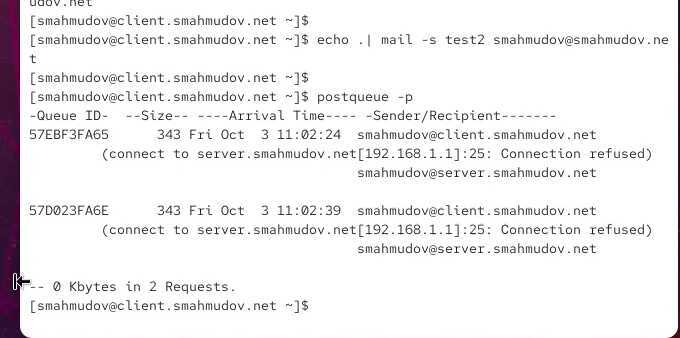 udov.net
[smahmudov@client.smahmudov.net ~]$
[smahmudov@client.smahmudov.net ~]$ echo .| mail -s test2 smahmudov@smahmudov.ne
t
[smahmudov@client.smahmudov.net ~]$
[smahmudov@client.smahmudov.net ~]$ postqueue -p
-Queue ID-  --Size-- ----Arrival Time---- -Sender/Recipient-------
57EBF3FA65      343 Fri Oct  3 11:02:24  smahmudov@client.smahmudov.net
         (connect to server.smahmudov.net[192.168.1.1]:25: Connection refused)
                                         smahmudov@server.smahmudov.net
57D023FA6E      343 Fri Oct  3 11:02:39  smahmudov@client.smahmudov.net
         (connect to server.smahmudov.net[192.168.1.1]:25: Connection refused)
                                         smahmudov@server.smahmudov.net
-- 0 Kbytes in 2 Requests.
[smahmudov@client.smahmudov.net ~]$